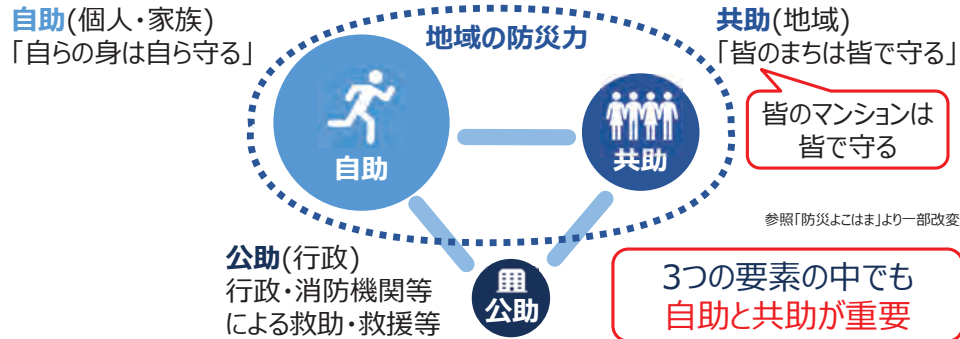 自助(個人・家族)
「自らの身は自ら守る」
地域の防災力
共助(地域)
「皆のまちは皆で守る」
皆のマンションは
皆で守る
自助
共助
参照「防災よこはま」より一部改変
公助(行政)
行政・消防機関等
による救助・救援等
公助
3つの要素の中でも
自助と共助が重要